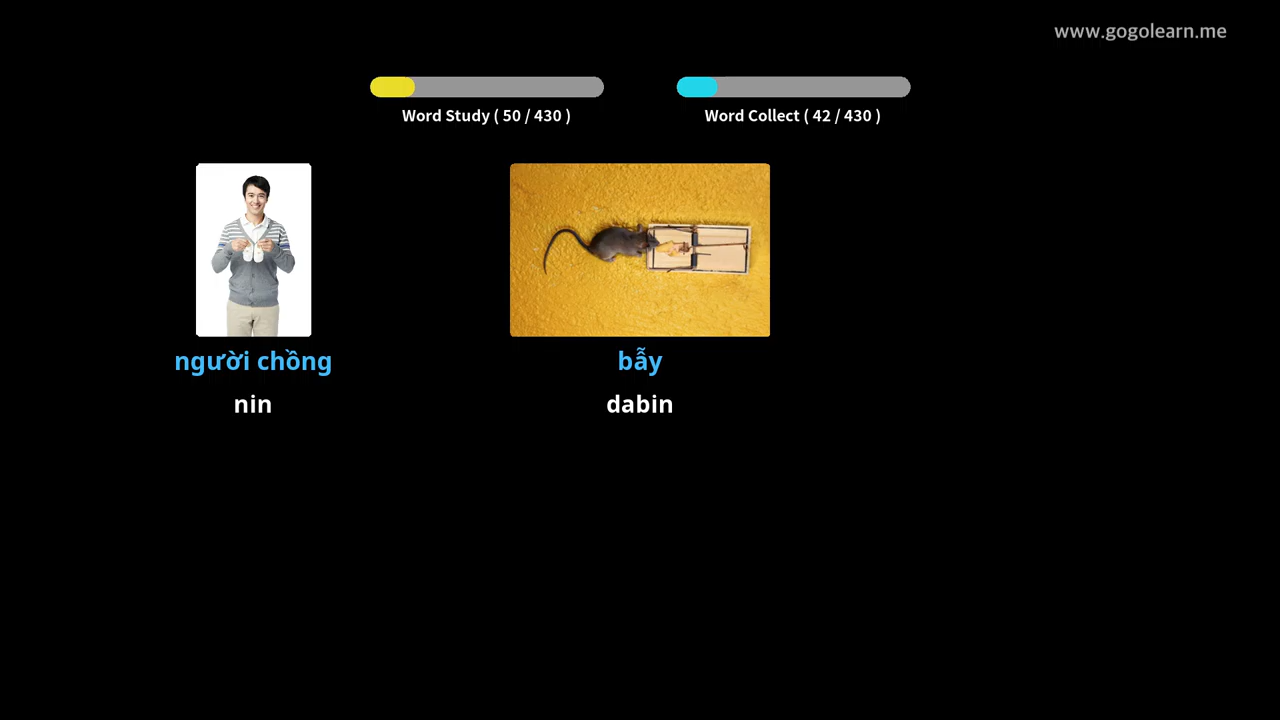 www.gogolearn.me
Word Study ( 50 / 430 )
Word Collect ( 42 / 430 )
người chồng
bẫy
nin
dabin